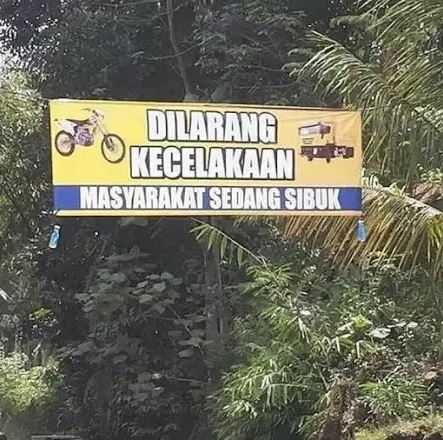 DILARANG
KECELAKAAN
MASYARAKAT SEDANG SIBUK